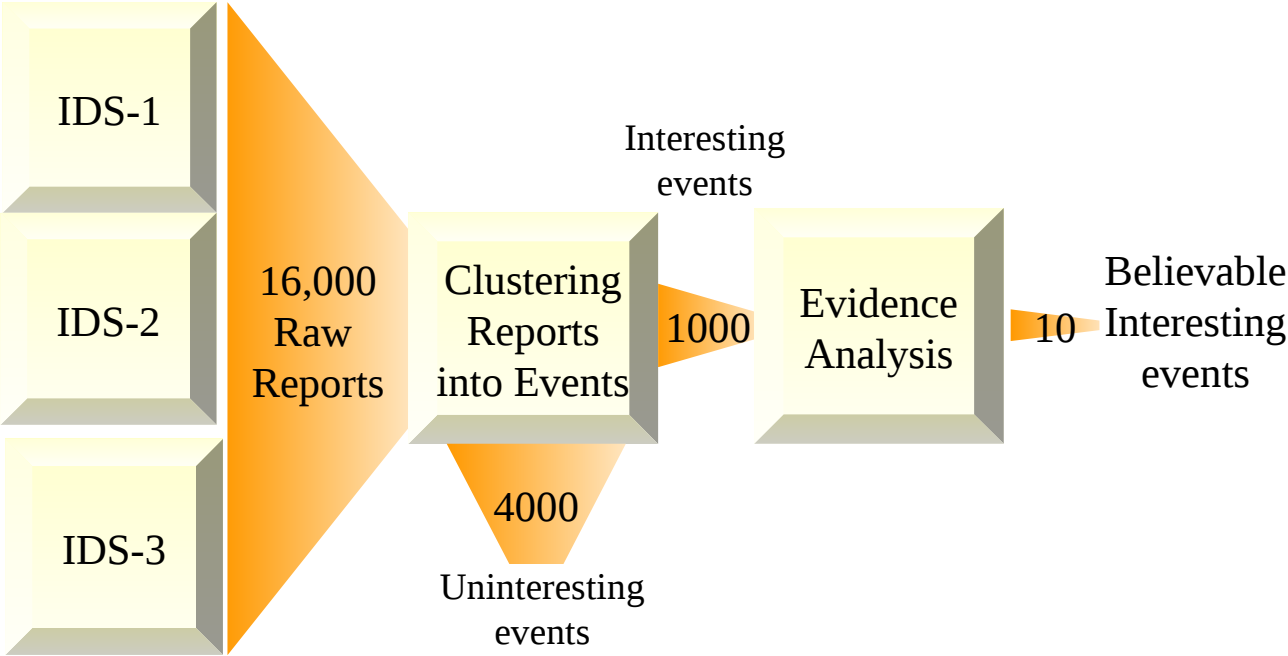 IDS-1
IDS-2
IDS-3
16,000
Raw
Reports
Clustering
Reports
into Events
4000
Uninteresting
events
Interesting
events
1000
Evidence
Analysis
10
Believable
Interesting
events